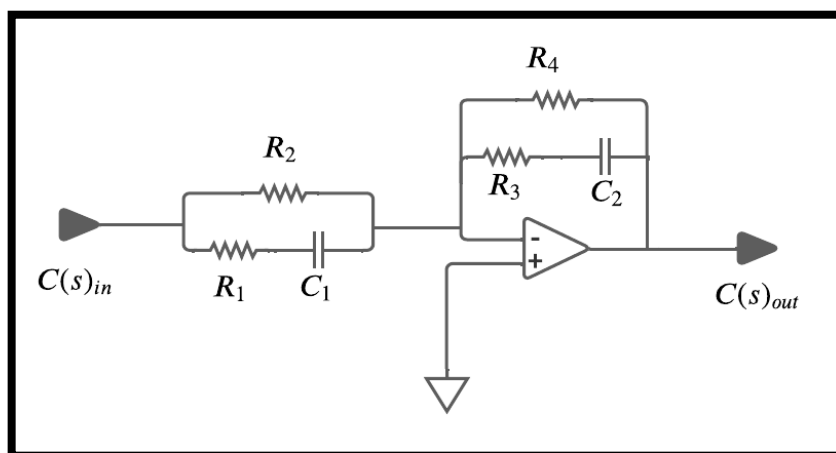 R₄
R₂
R₃
C₂
-
+
C(s)ᵢₙ
R₁
C₁
C(s)ₒᵤₜ